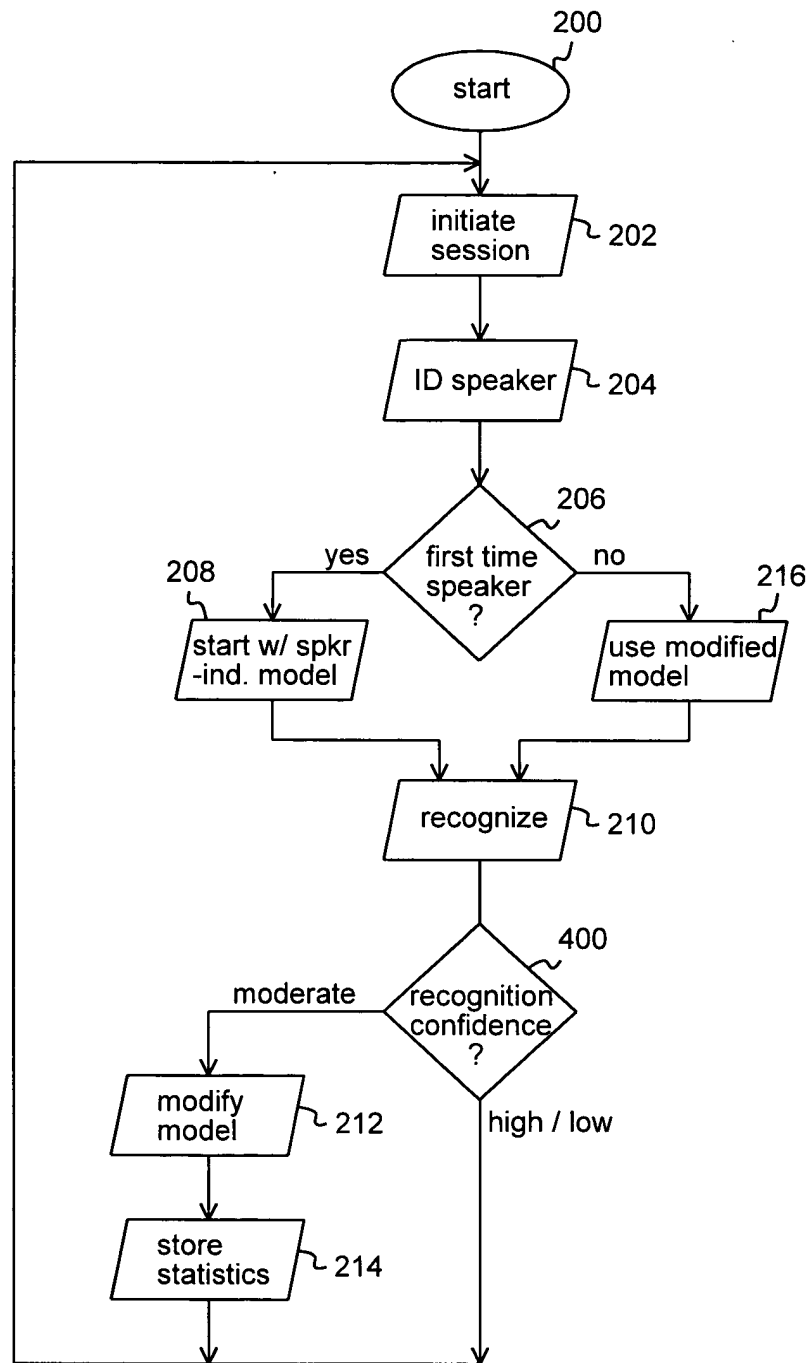 200
start
initiate
session
202
ID speaker
204
206
yes
first time
speaker
?
no
208
216
start w/ spkr
-ind. model
use modified
model
recognize
210
400
moderate
recognition
confidence
?
modify
model
212
high / low
store
statistics
214